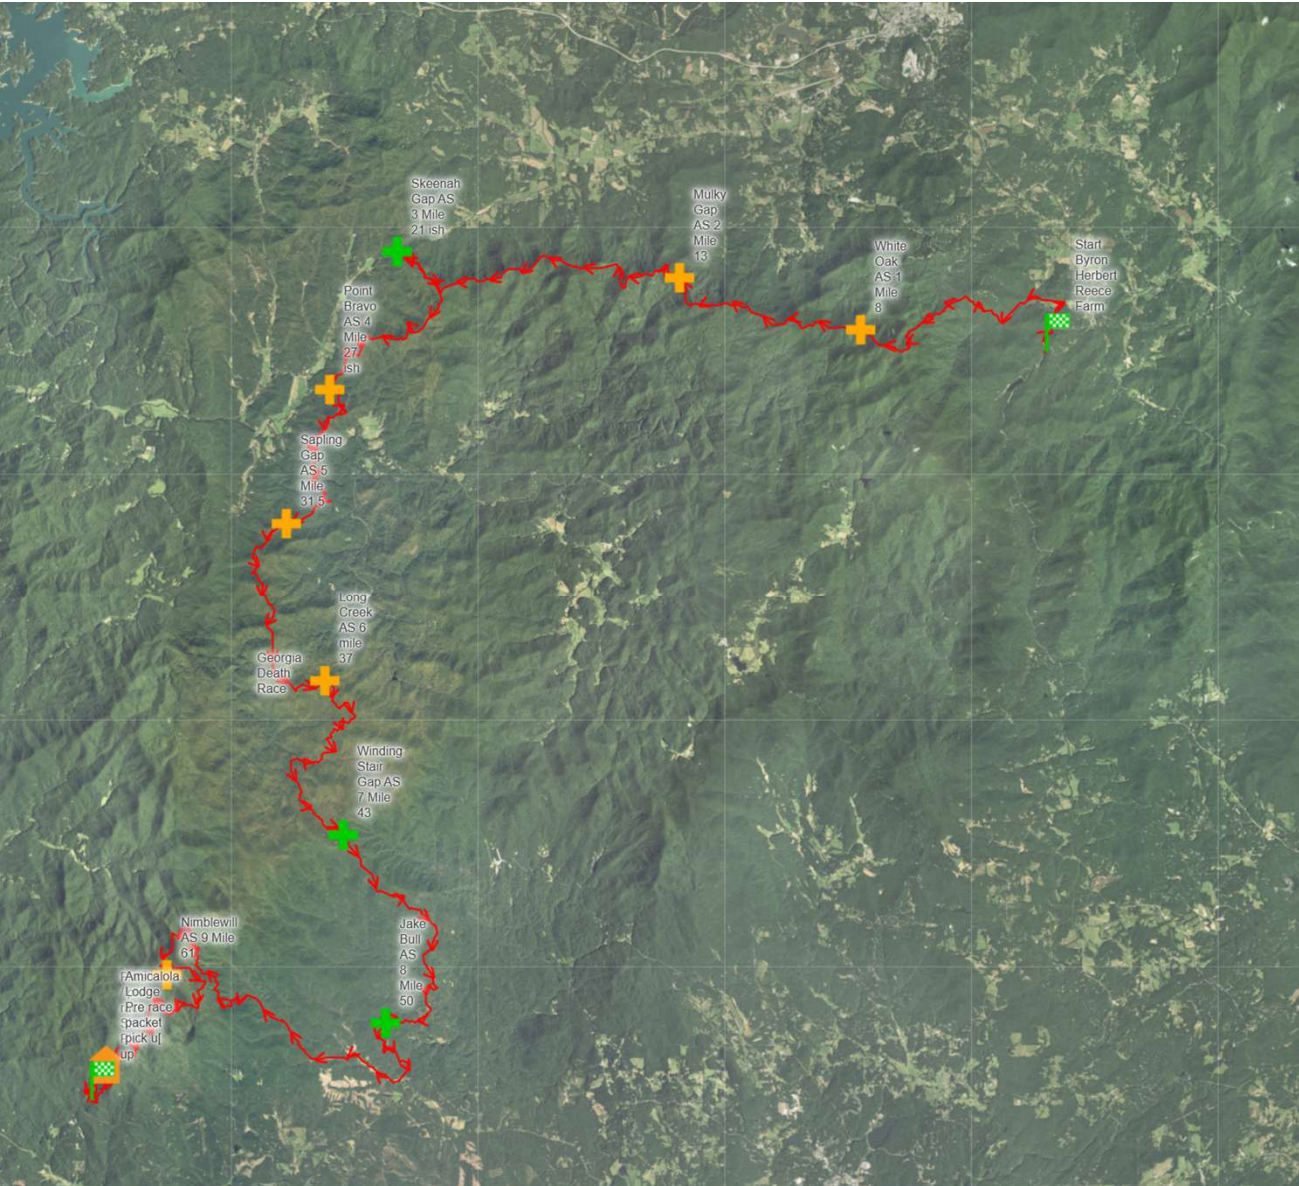 Skeenah
Gap AS
3 Mile
21 ish
Mulky
Gap
AS 2
Mile
13
White
Oak
AS 1
Mile
8
Start
Byron
Herbert
Reece
Farm
Point
Bravo
AS 4
Mile
27
ish
Sapling
Gap
AS 5
Mile
31.5
Long
Creek
AS 6
mile
37
Georgia
Death
Race
Winding
Stair
Gap AS
7 Mile
43
Jake
Bull
AS
8
Mile
50
Nimblewill
AS 9 Mile
61
Amicalola
Lodge
Pre race
packet
pick up